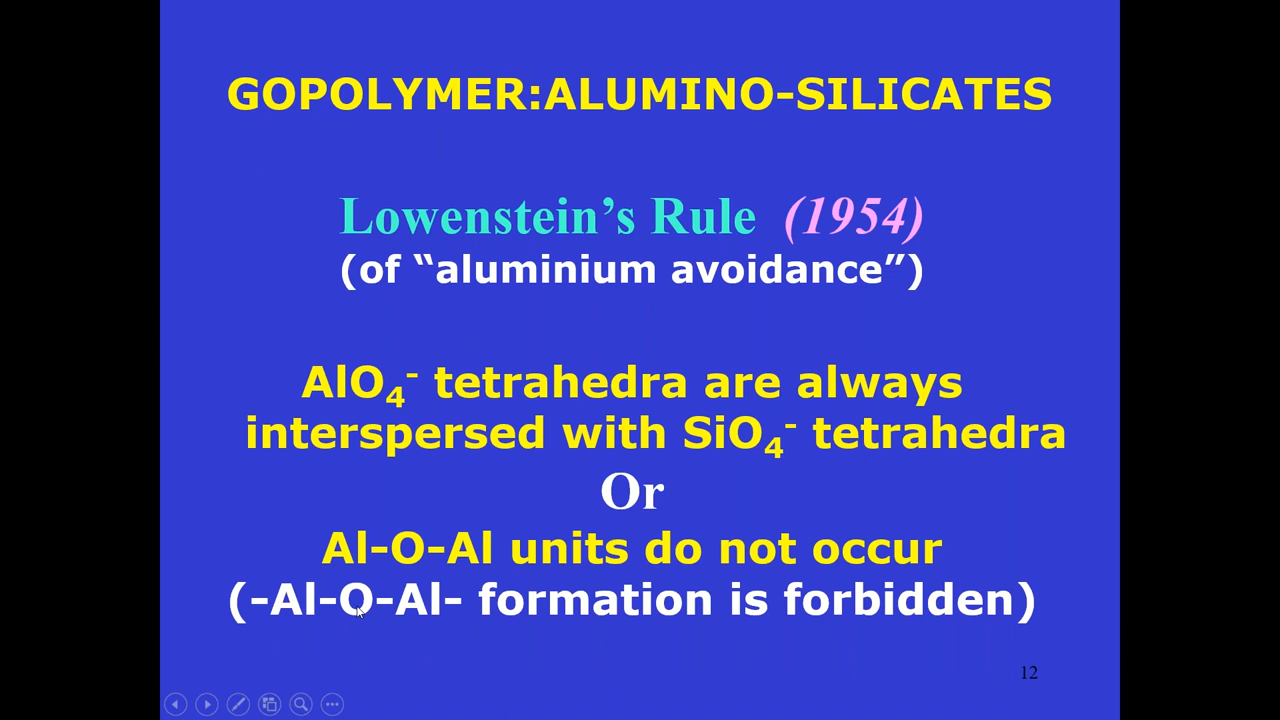 GOPOLYMER:ALUMINO-SILICATES
Lowenstein’s Rule (1954)
(of “aluminium avoidance”)
AlO₄⁻ tetrahedra are always
interspersed with SiO₄⁻ tetrahedra
Or
Al-O-Al units do not occur
(-Al-O-Al- formation is forbidden)
12